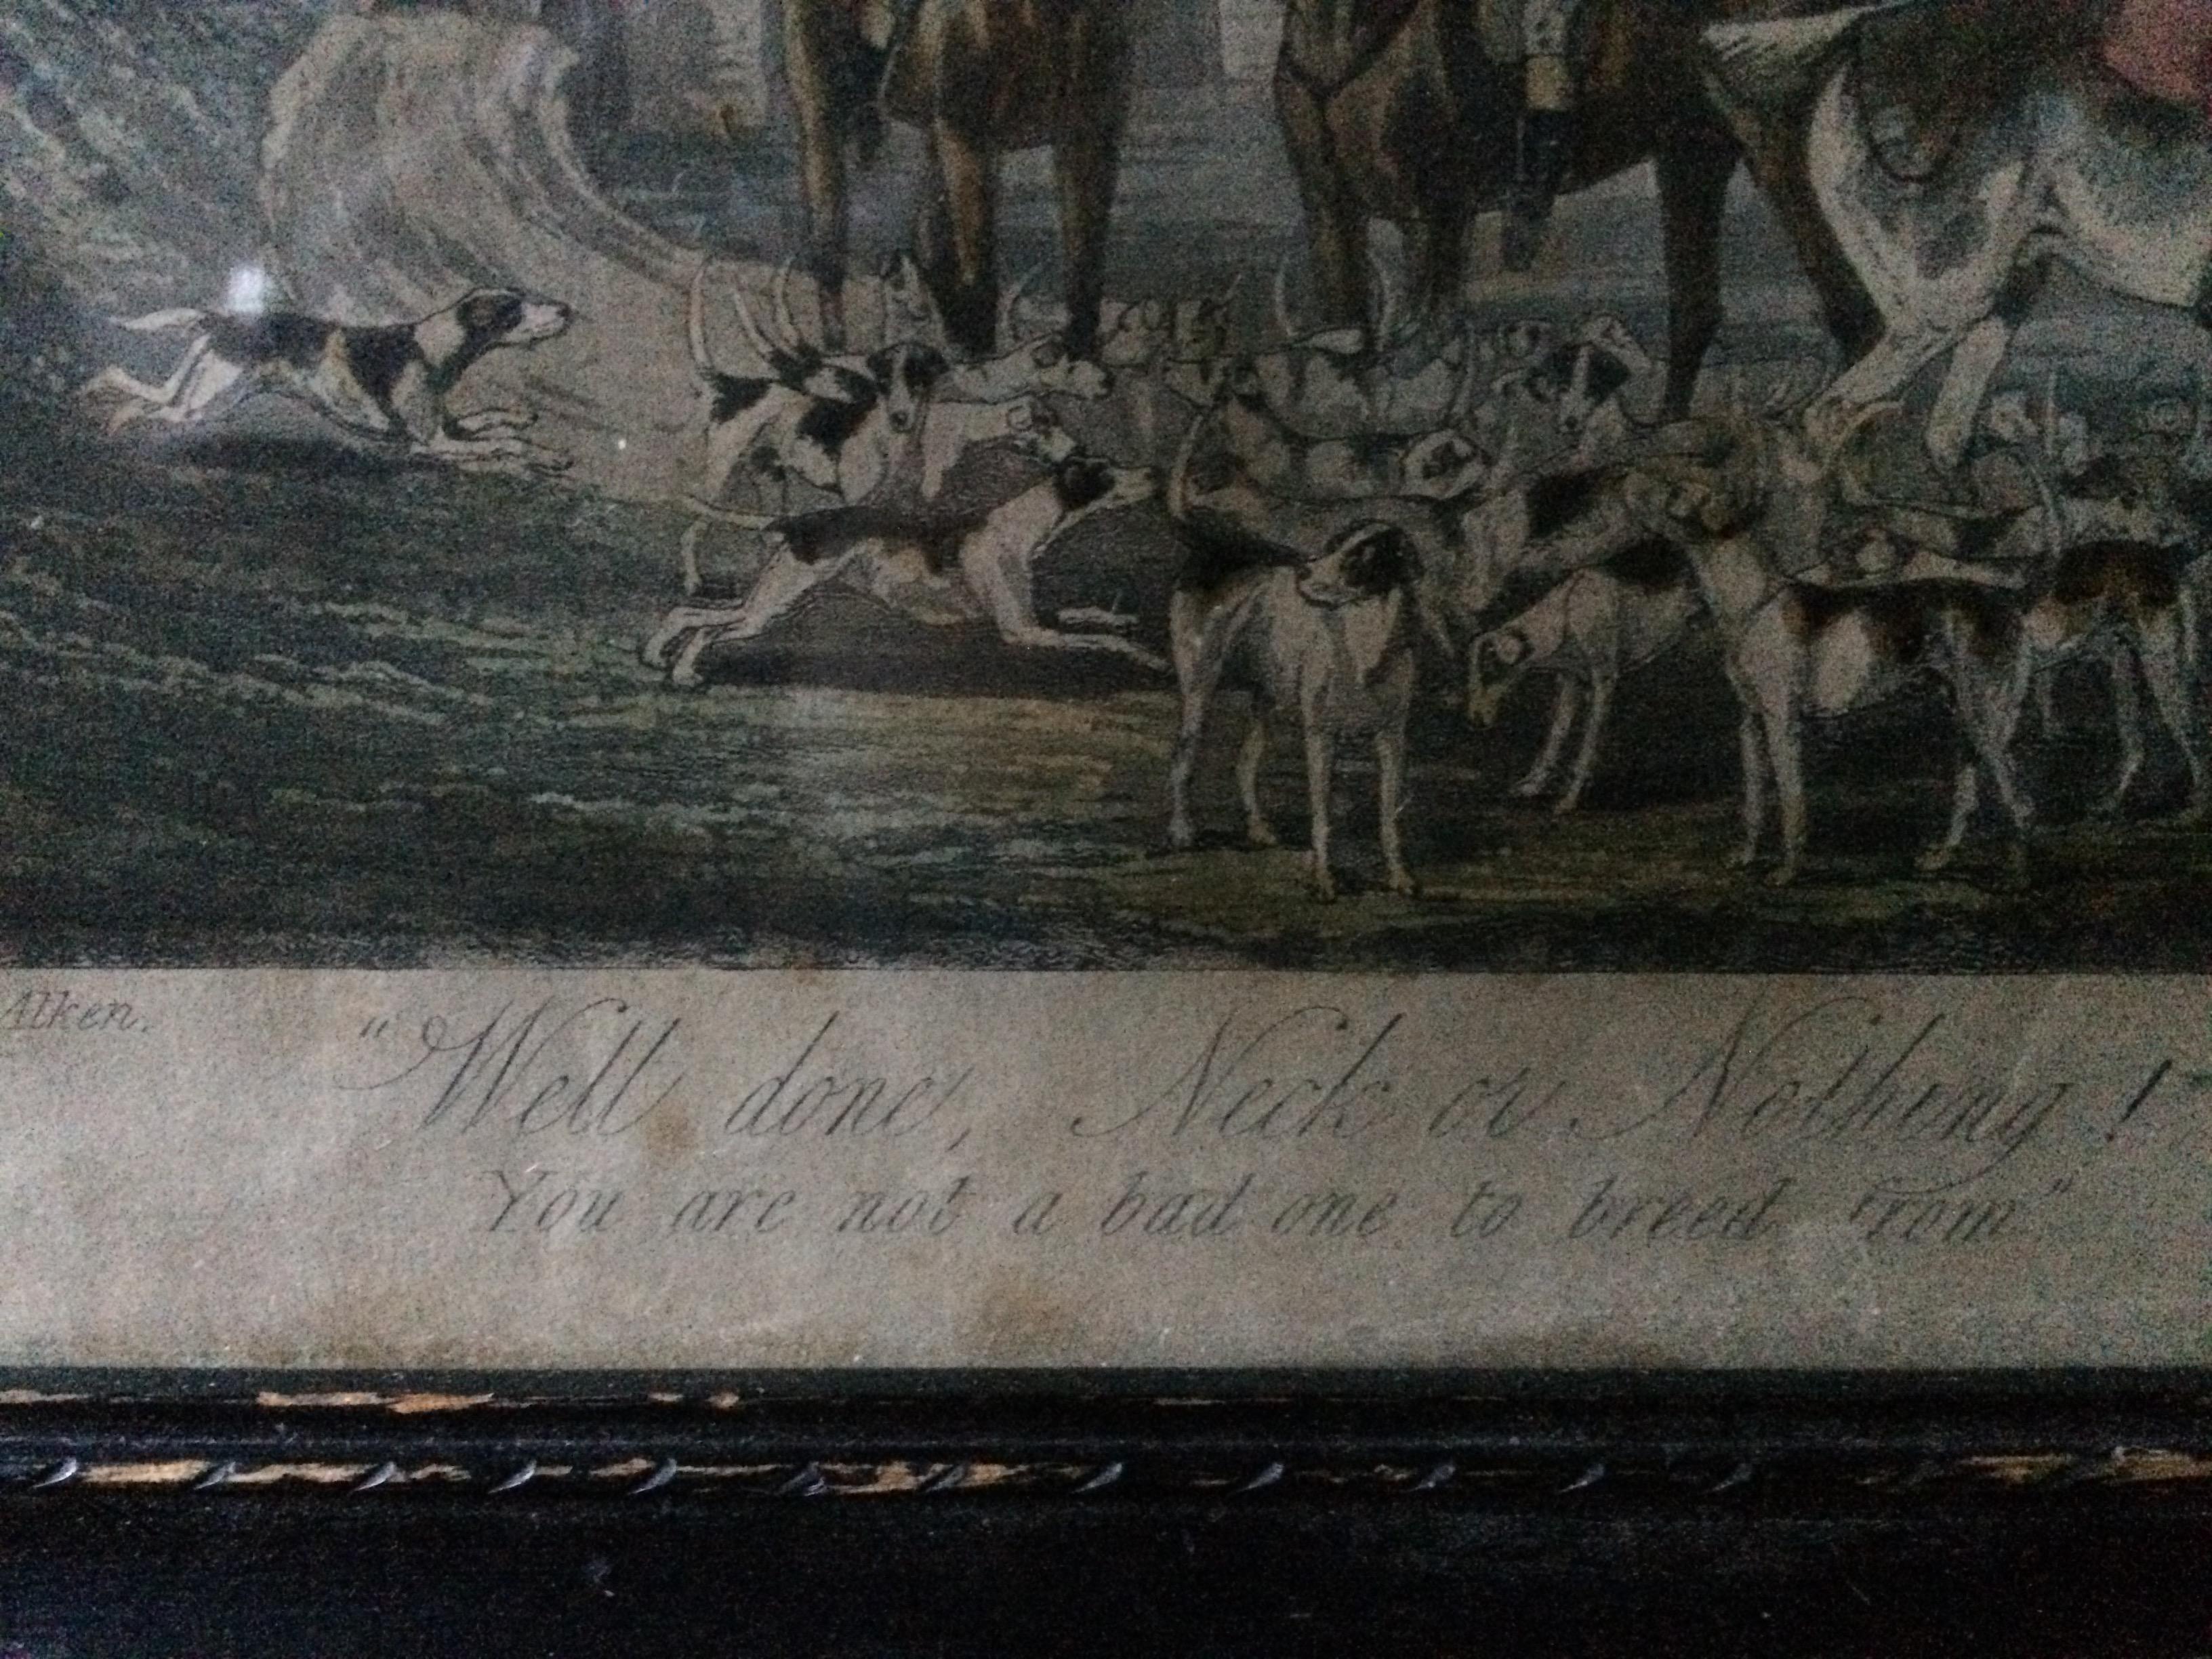 Alken.
"Well done, Neck or Nothing!
You are not a bad one to breed from"